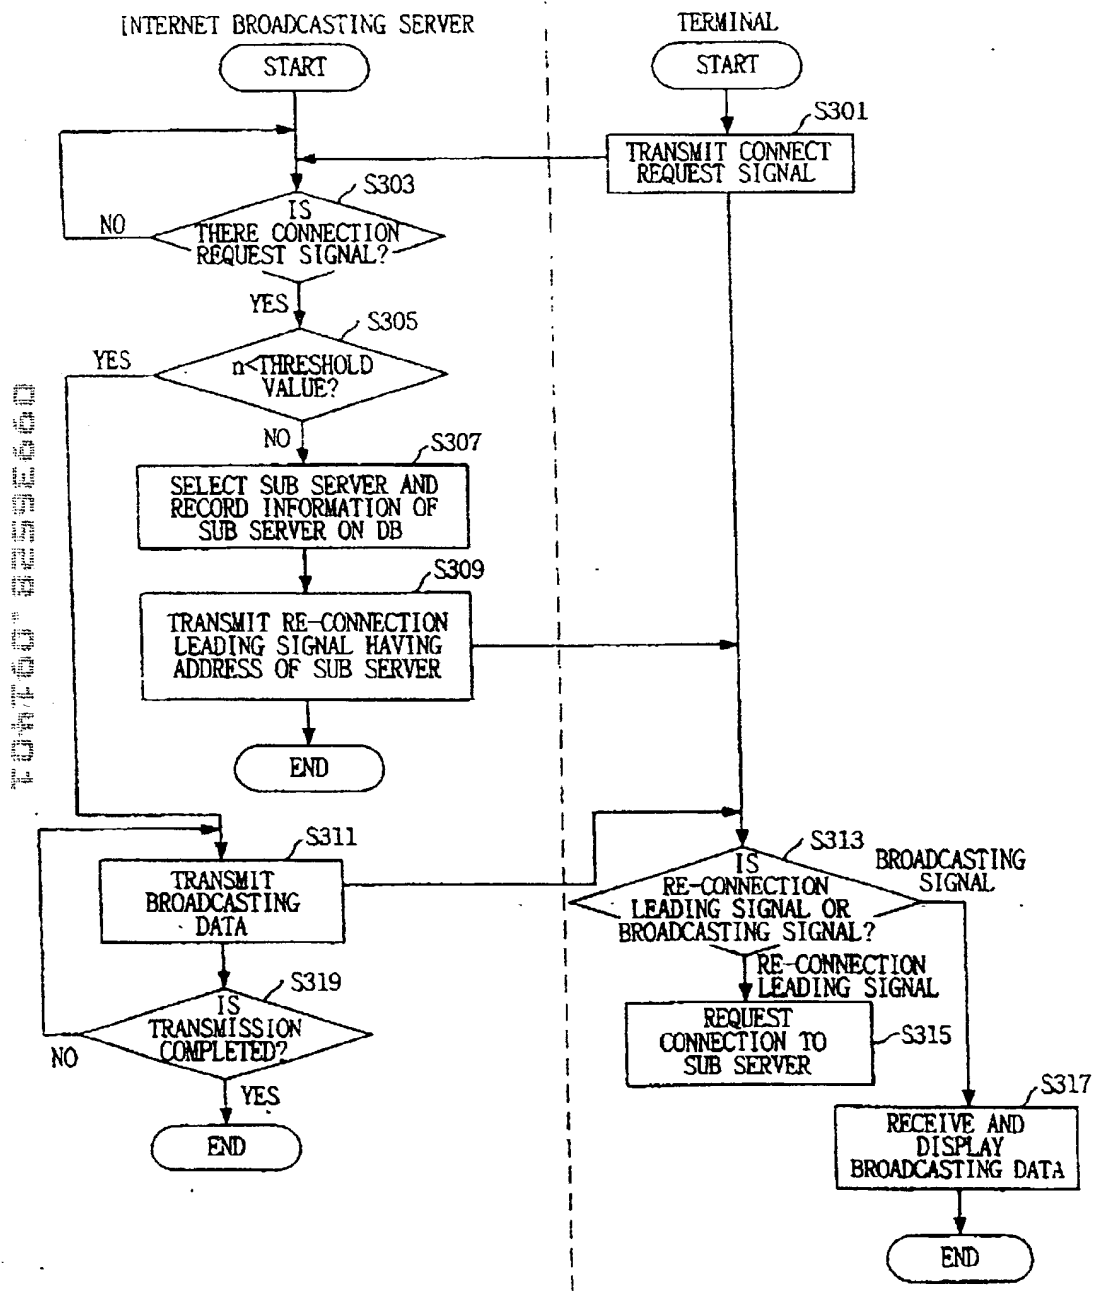 INTERNET BROADCASTING SERVER
TERMINAL
START
START
S301
TRANSMIT CONNECT
REQUEST SIGNAL
S303
IS
THERE CONNECTION
REQUEST SIGNAL?
NO
YES
S305
n<THRESHOLD
VALUE?
YES
NO
S307
SELECT SUB SERVER AND
RECORD INFORMATION OF
SUB SERVER ON DB
S309
TRANSMIT RE-CONNECTION
LEADING SIGNAL HAVING
ADDRESS OF SUB SERVER
END
S311
TRANSMIT
BROADCASTING
DATA
S313
IS
RE-CONNECTION
LEADING SIGNAL OR
BROADCASTING SIGNAL?
BROADCASTING
SIGNAL
RE-CONNECTION
LEADING SIGNAL
S319
IS
TRANSMISSION
COMPLETED?
NO
YES
END
REQUEST
CONNECTION TO
SUB SERVER
S315
S317
RECEIVE AND
DISPLAY
BROADCASTING DATA
END